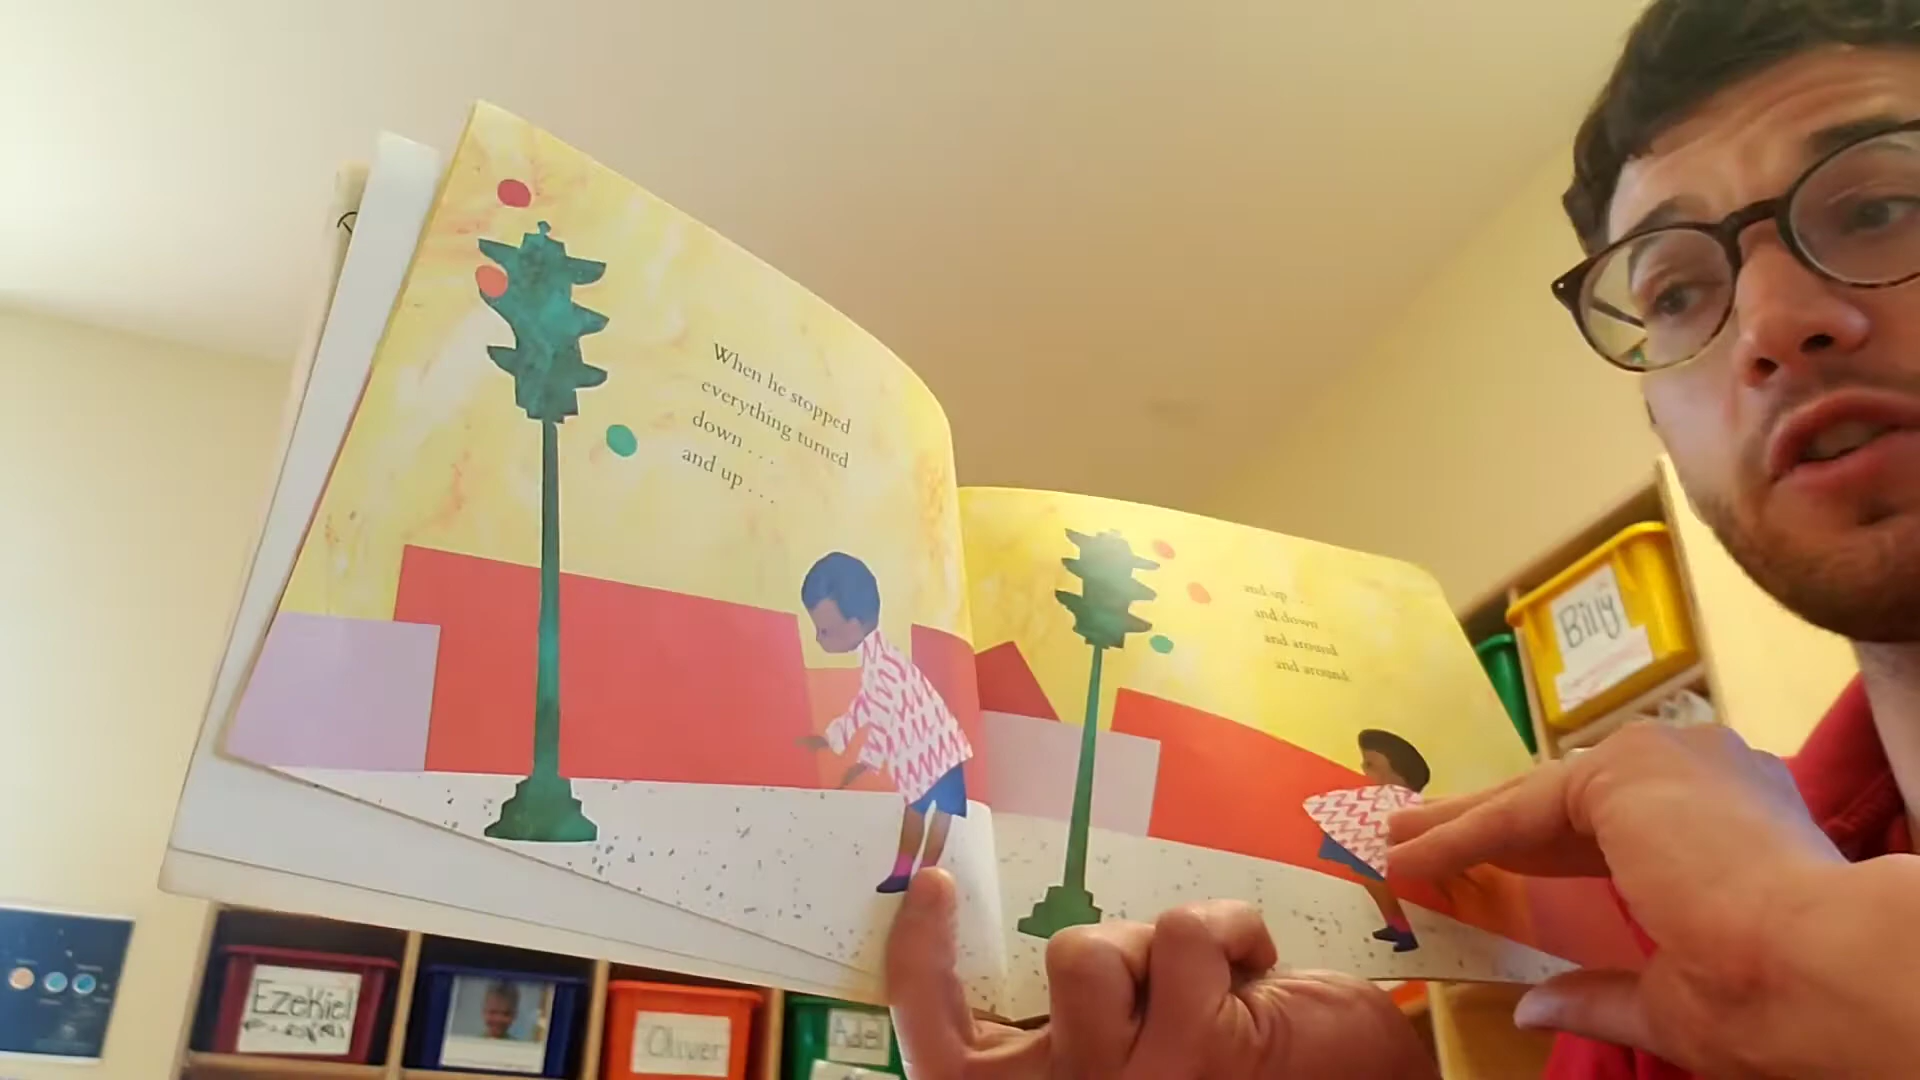 When he stopped
everything turned
down . . .
and up . . .
and up . .
and down
and around
and around
Billy
Ezekiel
Oliver
Adel